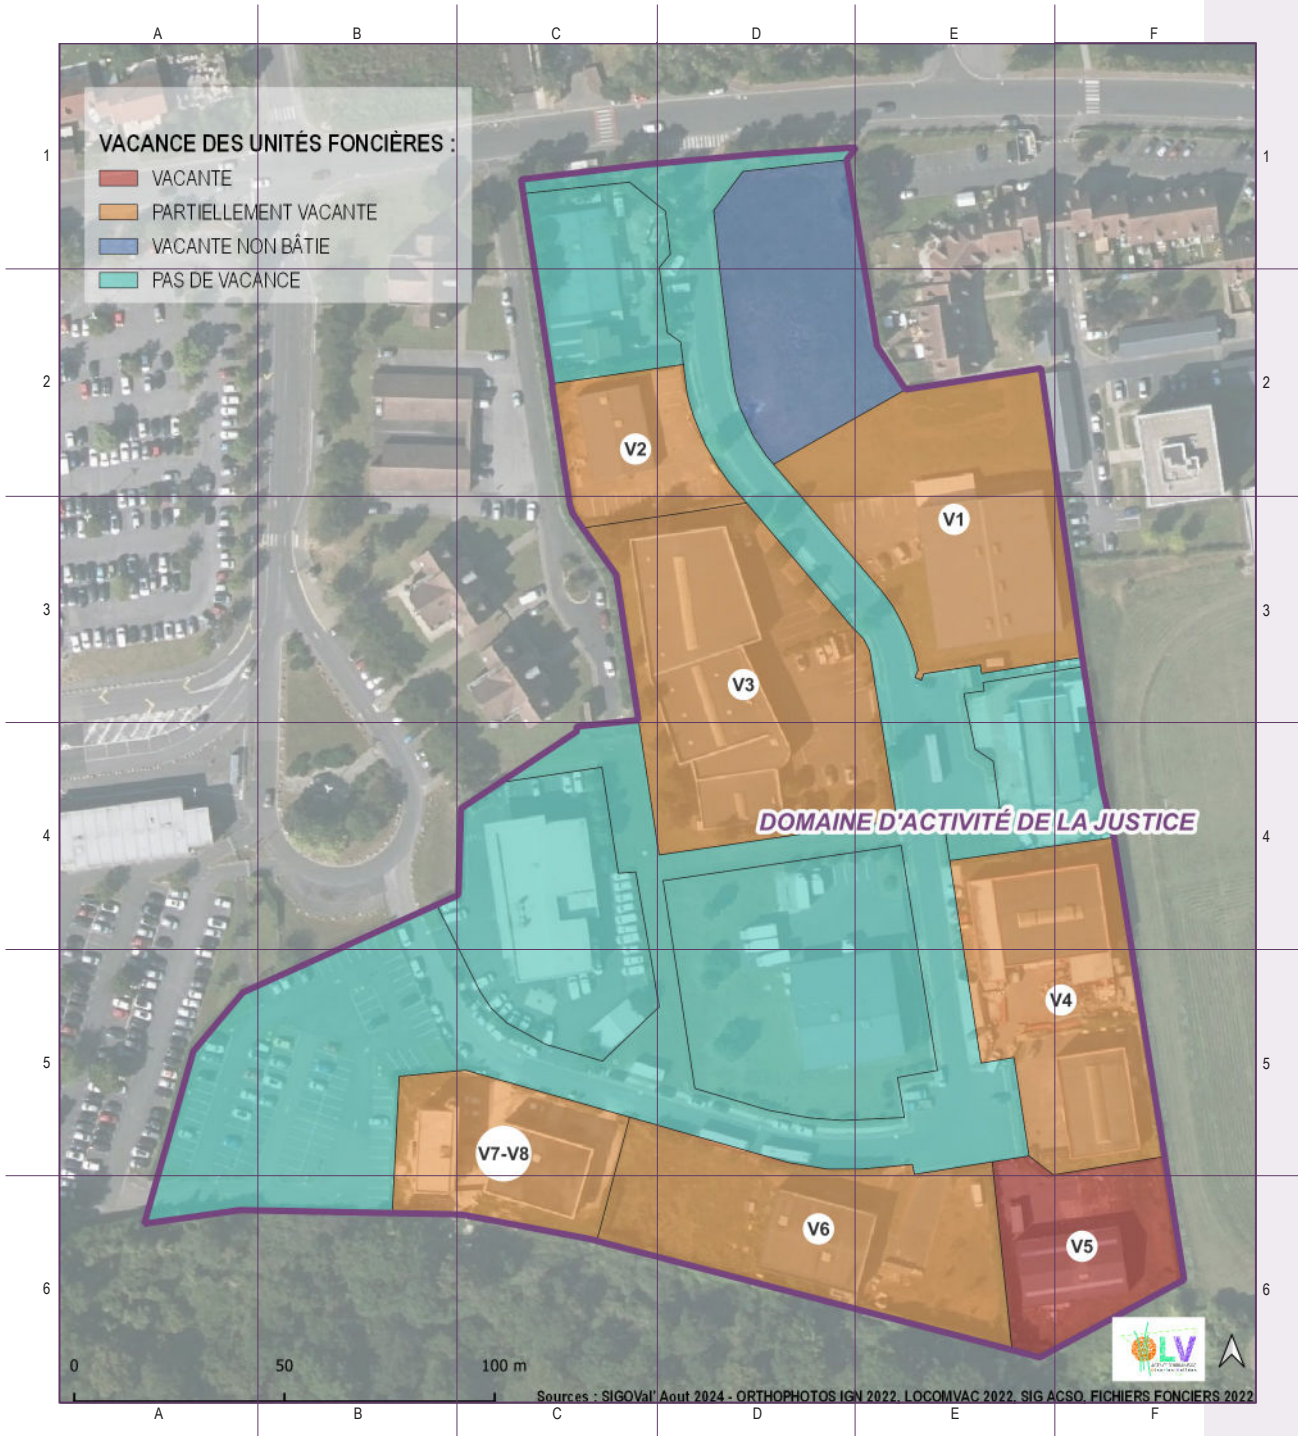 A B C D E F
VACANCE DES UNITÉS FONCIÈRES :
VACANTE
PARTIELLEMENT VACANTE
VACANTE NON BÂTIE
PAS DE VACANCE
1 1
2 2
V2
V1
3 3
V3
DOMAINE D'ACTIVITÉ DE LA JUSTICE
4 4
V4
5 5
V7-V8
V6
V5
6 6
LV
0 50 100 m
Sources : SIGOVal' Aout 2024 - ORTHOPHOTOS IGN 2022, LOCOMVAC 2022, SIG ACSO, FICHIERS FONCIERS 2022
A B C D E F